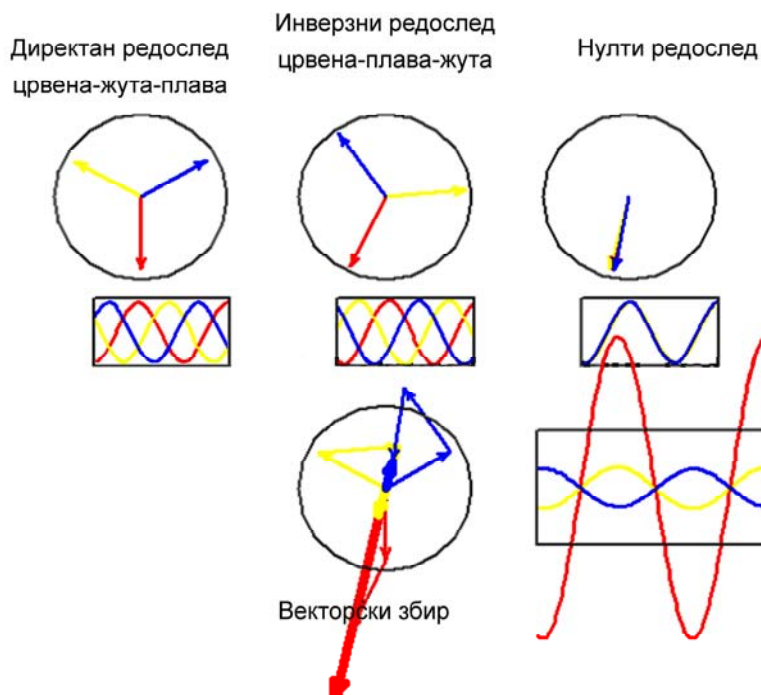 Директан редослед
црвена-жута-плава
Инверзни редослед
црвена-плава-жута
Нулти редослед
Векторски збир